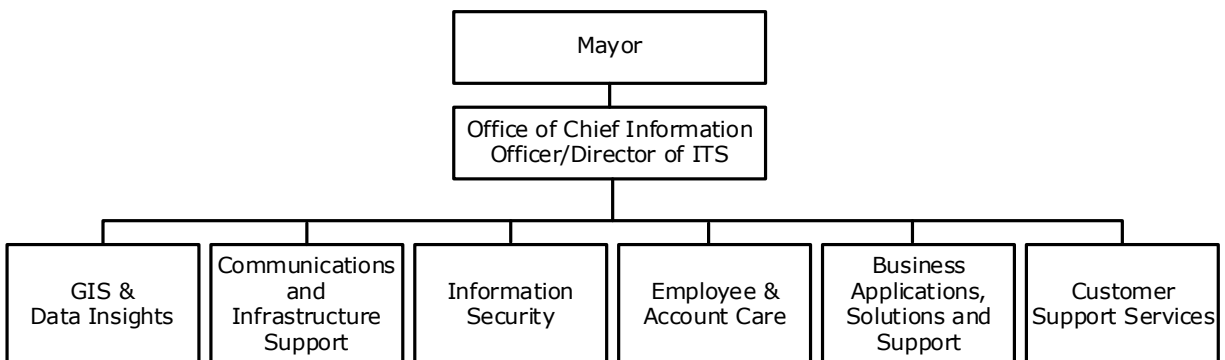 Mayor
Office of Chief Information
Officer/Director of ITS
GIS &
Data Insights
Communications
and
Infrastructure
Support
Information
Security
Employee &
Account Care
Business
Applications,
Solutions and
Support
Customer
Support Services